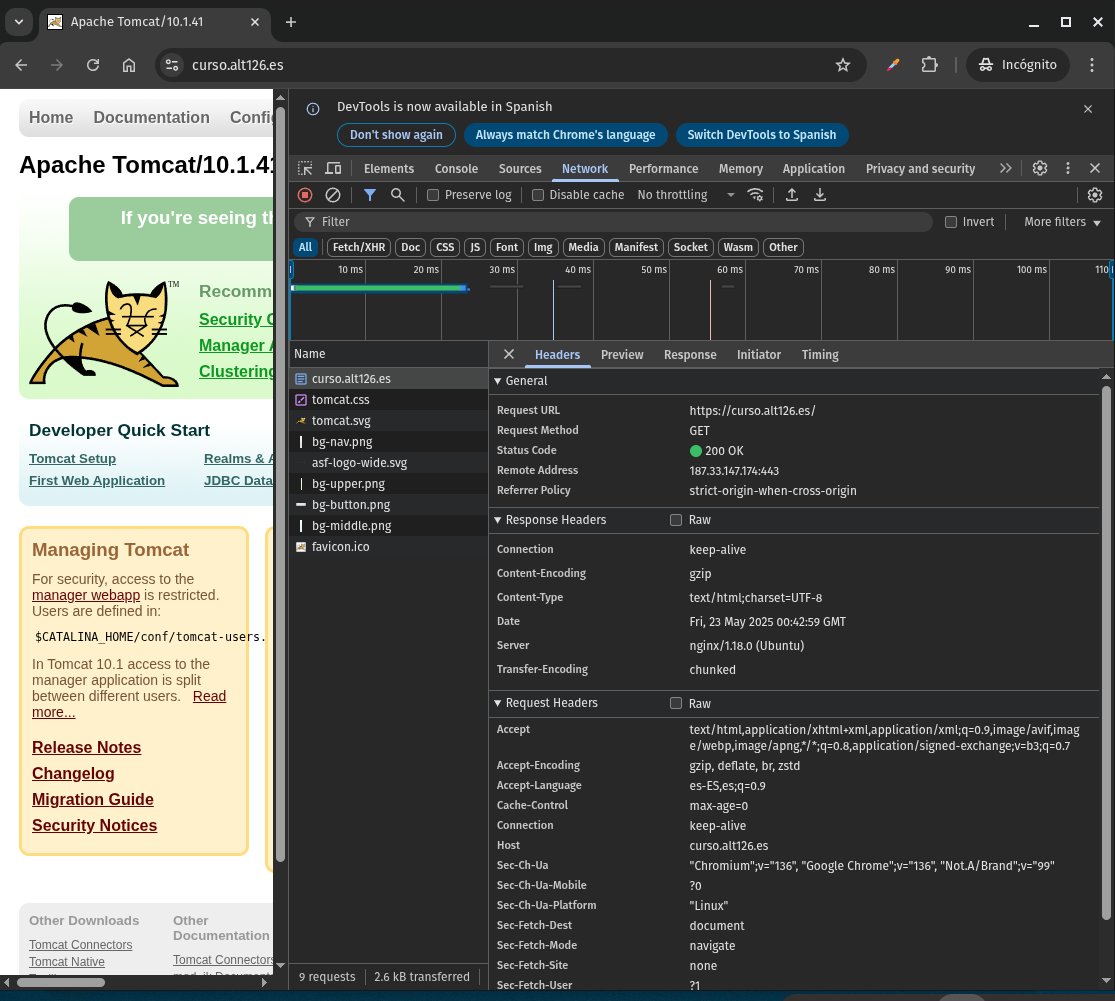 Apache Tomcat/10.1.41
curso.alt126.es
Incógnito
Home Documentation Config
Apache Tomcat/10.1.41
If you're seeing th
TM
Recomm
Security C
Manager A
Clustering
Developer Quick Start
Tomcat Setup Realms & A
First Web Application JDBC Data
Managing Tomcat
For security, access to the
manager webapp is restricted.
Users are defined in:
$CATALINA_HOME/conf/tomcat-users.
In Tomcat 10.1 access to the
manager application is split
between different users. Read
more...
Release Notes
Changelog
Migration Guide
Security Notices
Other Downloads
Tomcat Connectors
Tomcat Native
Other
Documentation
Tomcat Connectors
DevTools is now available in Spanish
Don't show again Always match Chrome's language Switch DevTools to Spanish
Elements Console Sources Network Performance Memory Application Privacy and security
Preserve log Disable cache No throttling
Filter Invert More filters
All Fetch/XHR Doc CSS JS Font Img Media Manifest Socket Wasm Other
10 ms 20 ms 30 ms 40 ms 50 ms 60 ms 70 ms 80 ms 90 ms 100 ms 110
Name
curso.alt126.es
tomcat.css
tomcat.svg
bg-nav.png
asf-logo-wide.svg
bg-upper.png
bg-button.png
bg-middle.png
favicon.ico
9 requests 2.6 kB transferred
Headers Preview Response Initiator Timing
General
Request URL https://curso.alt126.es/
Request Method GET
Status Code 200 OK
Remote Address 187.33.147.174:443
Referrer Policy strict-origin-when-cross-origin
Response Headers Raw
Connection keep-alive
Content-Encoding gzip
Content-Type text/html;charset=UTF-8
Date Fri, 23 May 2025 00:42:59 GMT
Server nginx/1.18.0 (Ubuntu)
Transfer-Encoding chunked
Request Headers Raw
Accept text/html,application/xhtml+xml,application/xml;q=0.9,image/avif,imag
e/webp,image/apng,*/*;q=0.8,application/signed-exchange;v=b3;q=0.7
Accept-Encoding gzip, deflate, br, zstd
Accept-Language es-ES,es;q=0.9
Cache-Control max-age=0
Connection keep-alive
Host curso.alt126.es
Sec-Ch-Ua "Chromium";v="136", "Google Chrome";v="136", "Not.A/Brand";v="99"
Sec-Ch-Ua-Mobile ?0
Sec-Ch-Ua-Platform "Linux"
Sec-Fetch-Dest document
Sec-Fetch-Mode navigate
Sec-Fetch-Site none
Sec-Fetch-User ?1